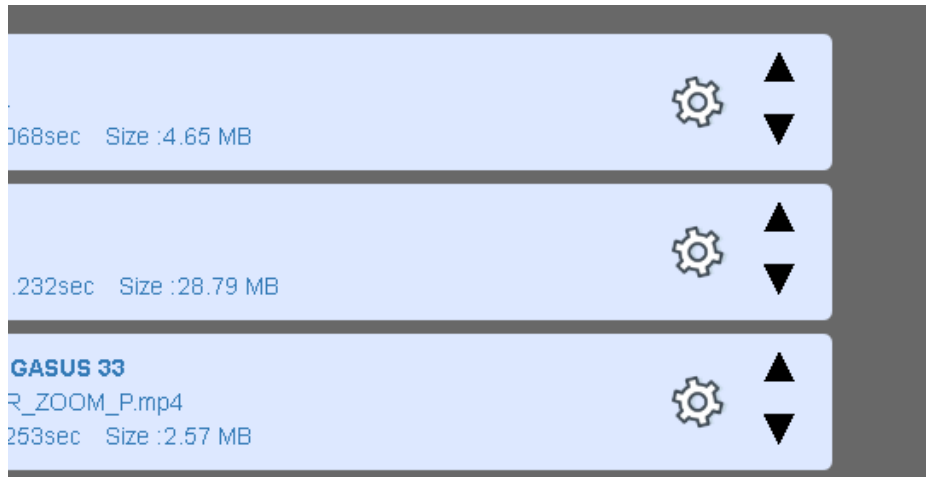 068sec Size :4.65 MB
.232sec Size :28.79 MB
GASUS 33
R_ZOOM_P.mp4
253sec Size :2.57 MB